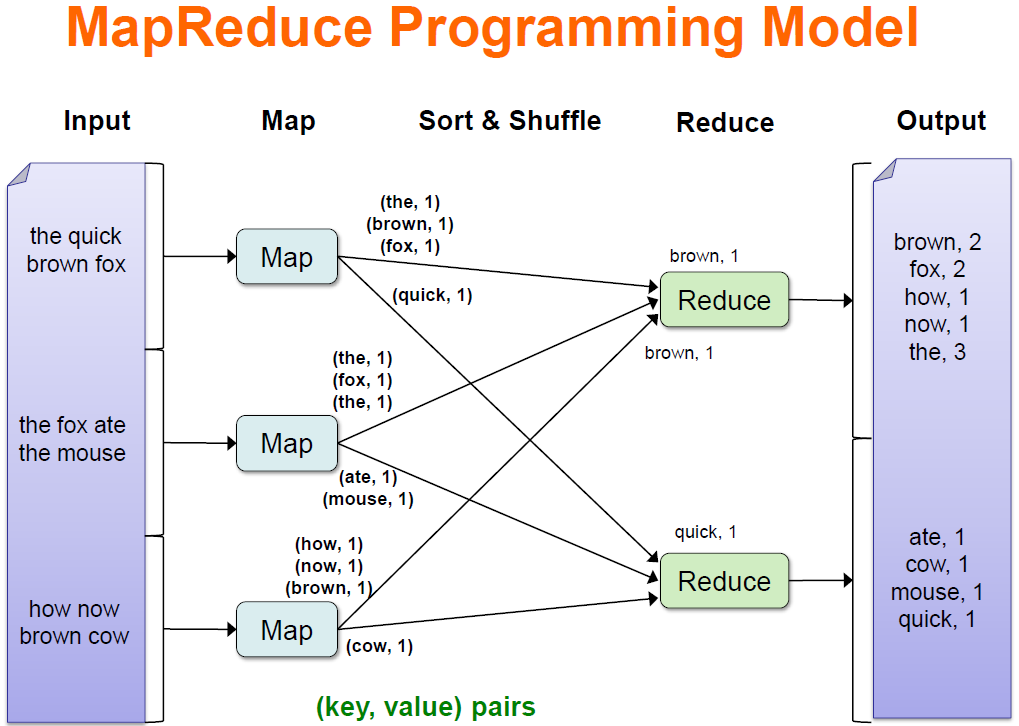 MapReduce Programming Model
Input
Map
Sort & Shuffle
Reduce
Output
the quick
brown fox
the fox ate
the mouse
how now
brown cow
Map
Map
Map
(the, 1)
(brown, 1)
(fox, 1)
(quick, 1)
(the, 1)
(fox, 1)
(the, 1)
(ate, 1)
(mouse, 1)
(how, 1)
(now, 1)
(brown, 1)
(cow, 1)
brown, 1
Reduce
brown, 1
quick, 1
Reduce
brown, 2
fox, 2
how, 1
now, 1
the, 3
ate, 1
cow, 1
mouse, 1
quick, 1
(key, value) pairs